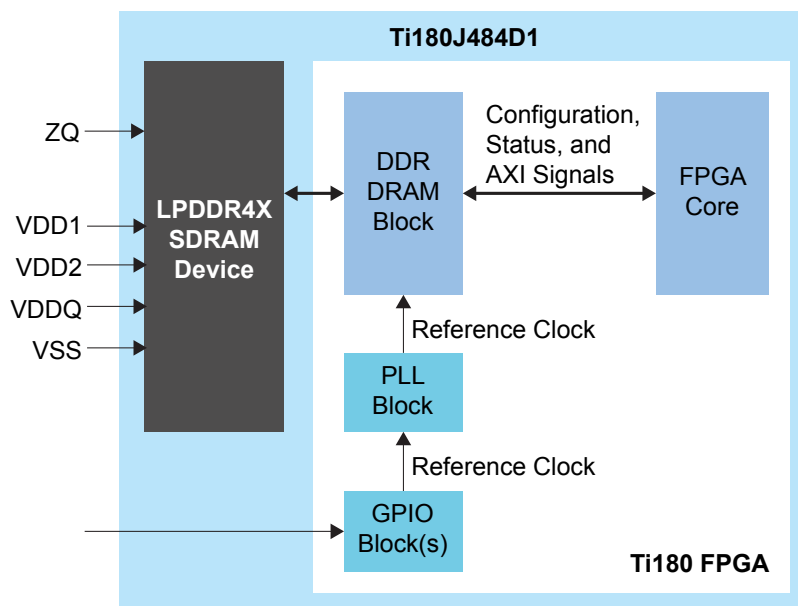 Ti180J484D1
ZQ
VDD1
VDD2
VDDQ
VSS
LPDDR4X
SDRAM
Device
DDR
DRAM
Block
Configuration,
Status, and
AXI Signals
FPGA
Core
Reference Clock
PLL
Block
Reference Clock
GPIO
Block(s)
Ti180 FPGA